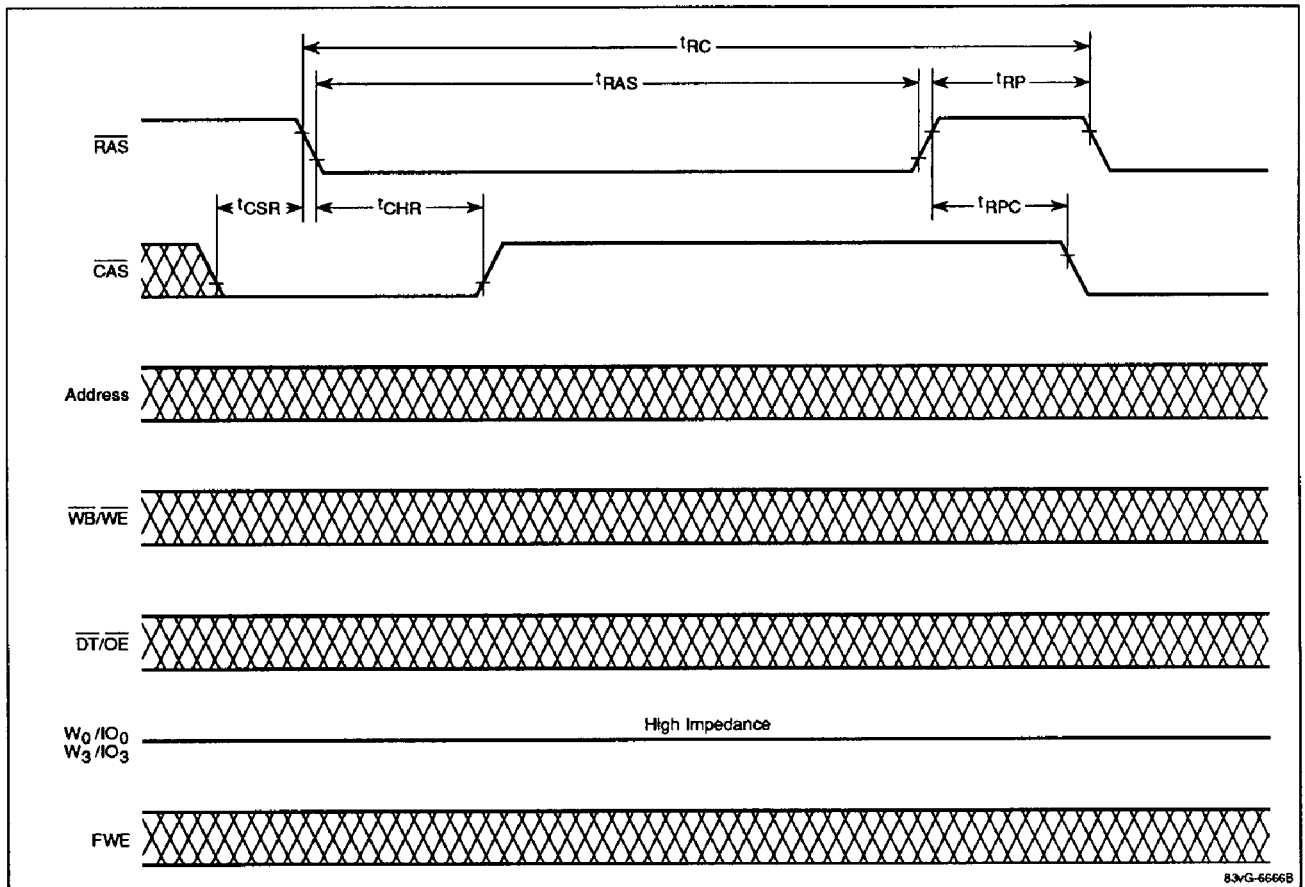 tRC
tRAS
tRP
RAS
tCSR
tCHR
tRPC
CAS
Address
WB/WE
DT/OE
High Impedance
W0/IO0
W3/IO3
FWE
83vG-6666B